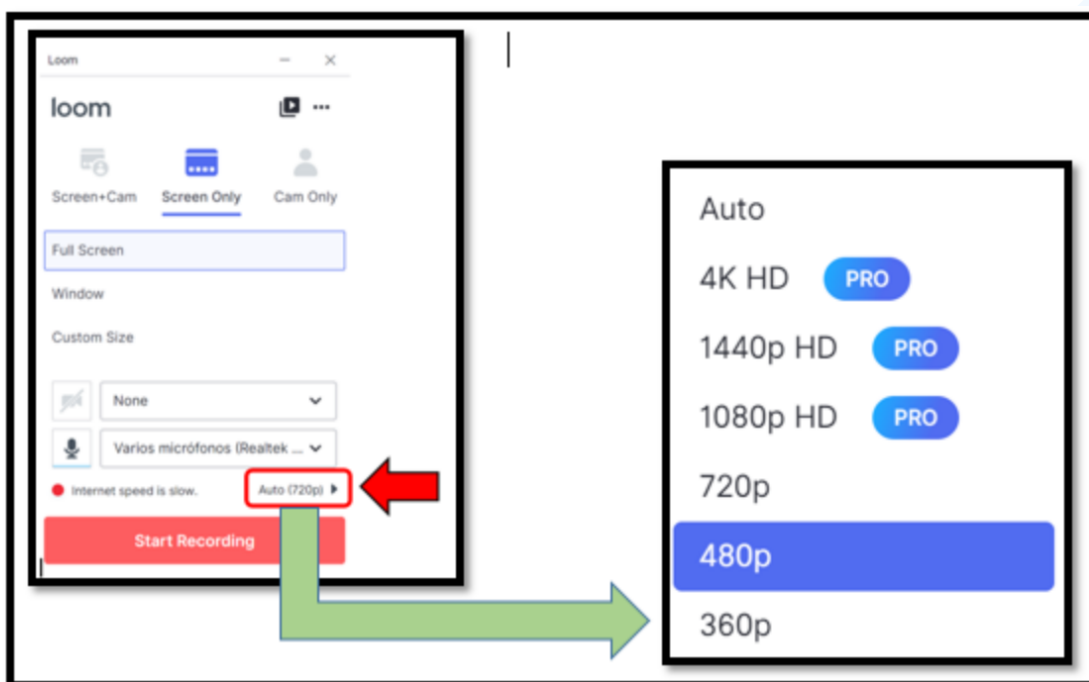 Loom
loom
Screen+Cam Screen Only Cam Only
Full Screen
Window
Custom Size
None
Varios micrófonos (Realtek ...
Internet speed is slow. Auto (720p)
Start Recording
Auto
4K HD PRO
1440p HD PRO
1080p HD PRO
720p
480p
360p